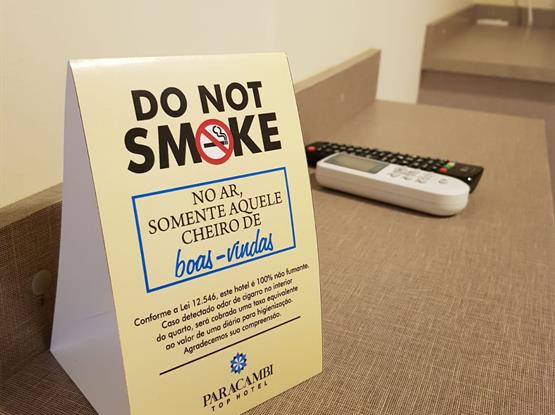 DO NOT
SMOKE
NO AR,
SOMENTE AQUELE
CHEIRO DE
boas-vindas
Conforme a Lei 12.546, este hotel é 100% não fumante.
Caso detectado odor de cigarro no interior
do quarto, será cobrado uma taxa equivalente
ao valor de uma diária para higienização.
Agradecemos sua compreensão.
PARACAMBI
TOP HOTEL